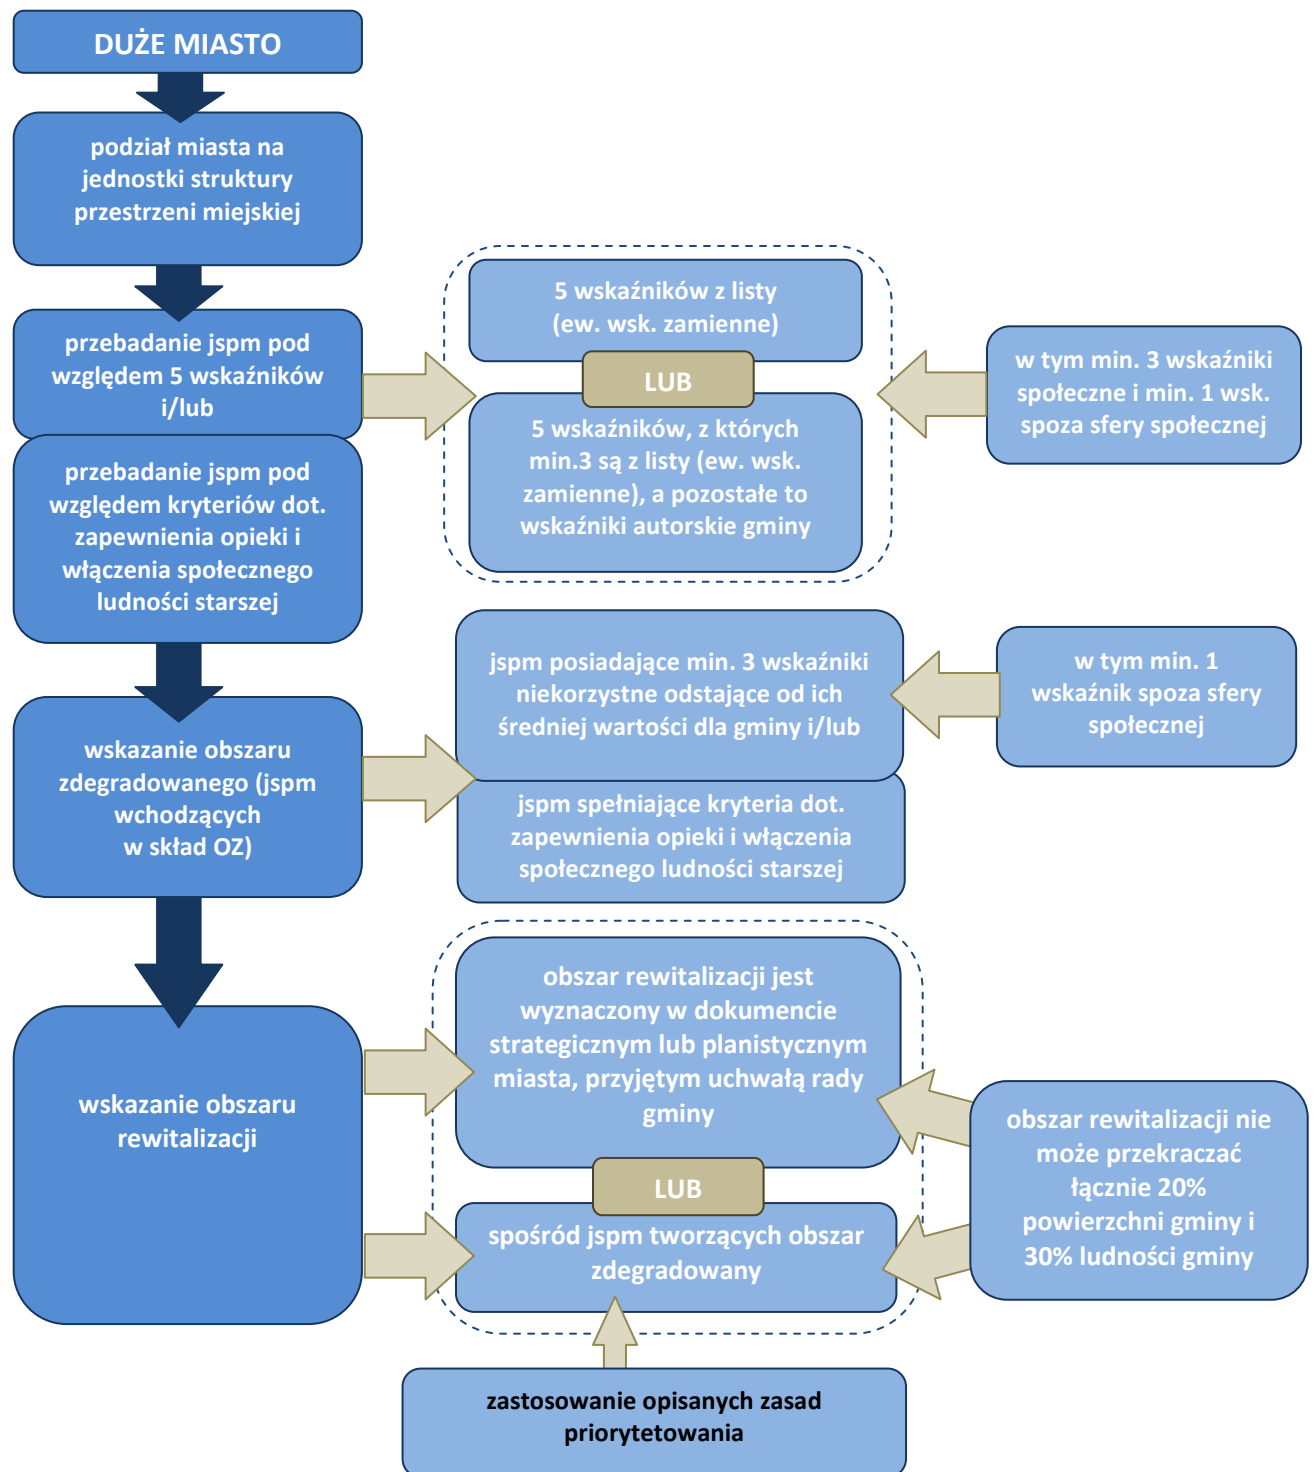 DUŻE MIASTO
podział miasta na
jednostki struktury
przestrzeni miejskiej
przebadanie jspm pod
względem 5 wskaźników
i/lub
przebadanie jspm pod
względem kryteriów dot.
zapewnienia opieki i
włączenia społecznego
ludności starszej
5 wskaźników z listy
(ew. wsk. zamienne)
LUB
5 wskaźników, z których
min.3 są z listy (ew. wsk.
zamienne), a pozostałe to
wskaźniki autorskie gminy
w tym min. 3 wskaźniki
społeczne i min. 1 wsk.
spoza sfery społecznej
wskazanie obszaru
zdegradowanego (jspm
wchodzących
w skład OZ)
jspm posiadające min. 3 wskaźniki
niekorzystne odstające od ich
średniej wartości dla gminy i/lub
jspm spełniające kryteria dot.
zapewnienia opieki i włączenia
społecznego ludności starszej
w tym min. 1
wskaźnik spoza sfery
społecznej
wskazanie obszaru
rewitalizacji
obszar rewitalizacji jest
wyznaczony w dokumencie
strategicznym lub planistycznym
miasta, przyjętym uchwałą rady
gminy
LUB
spośród jspm tworzących obszar
zdegradowany
obszar rewitalizacji nie
może przekraczać
łącznie 20%
powierzchni gminy i
30% ludności gminy
zastosowanie opisanych zasad
priorytetowania